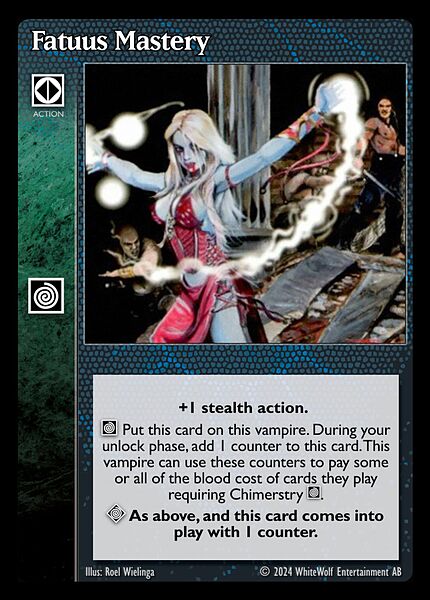 Fatuus Mastery
ACTION
+1 stealth action.
Put this card on this vampire. During your
unlock phase, add 1 counter to this card. This
vampire can use these counters to pay some
or all of the blood cost of cards they play
requiring Chimerstry .
As above, and this card comes into
play with 1 counter.
Illus: Roel Wielinga
© 2024 WhiteWolf Entertainment AB